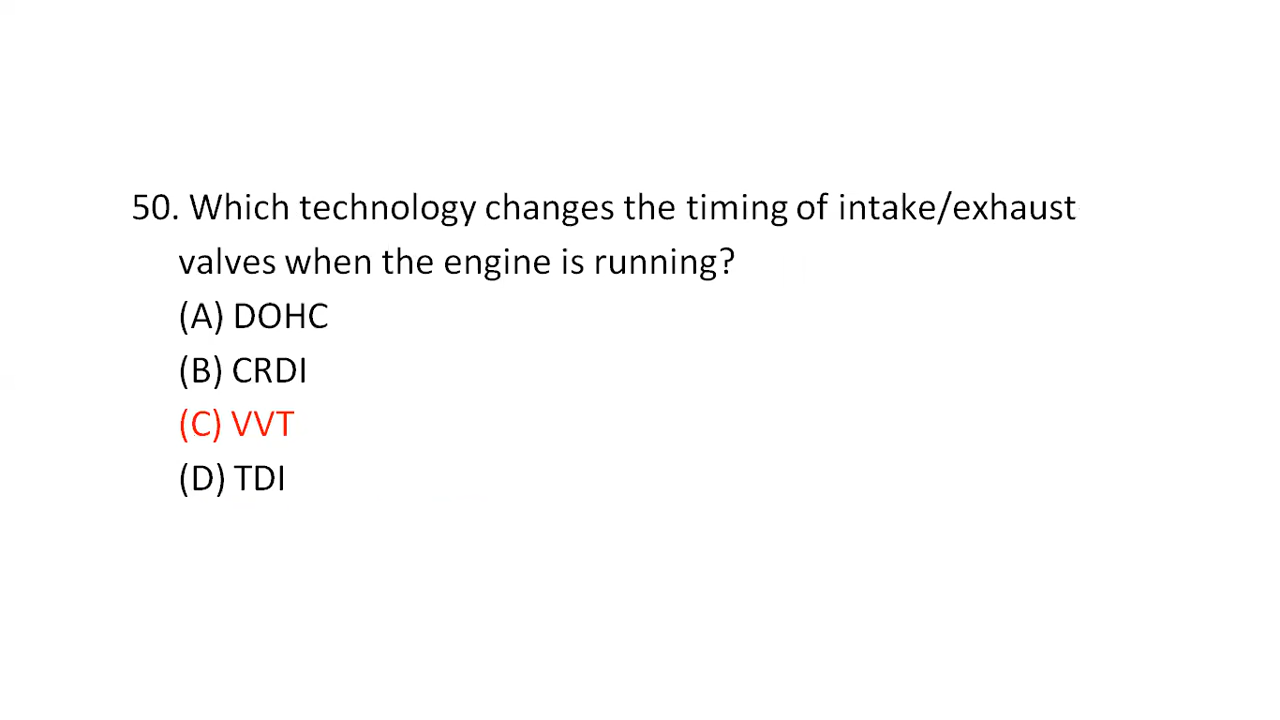 50. Which technology changes the timing of intake/exhaust
valves when the engine is running?
(A) DOHC
(B) CRDI
(C) VVT
(D) TDI